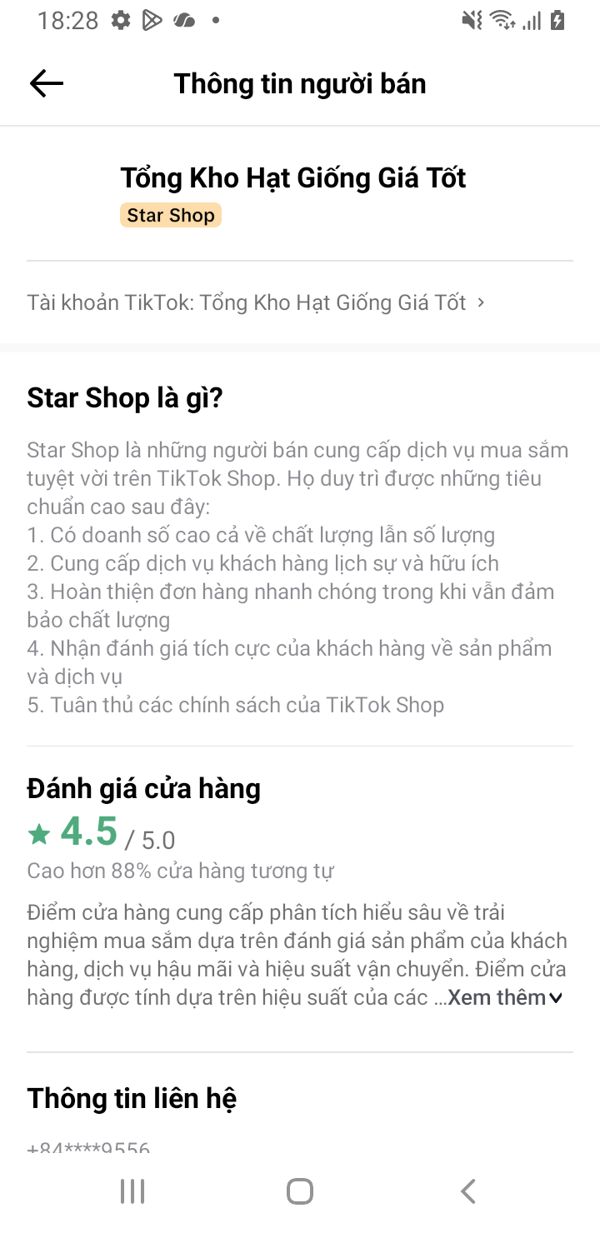 18:28
Thông tin người bán
Tổng Kho Hạt Giống Giá Tốt
Star Shop
Tài khoản TikTok: Tổng Kho Hạt Giống Giá Tốt >
Star Shop là gì?
Star Shop là những người bán cung cấp dịch vụ mua sắm
tuyệt vời trên TikTok Shop. Họ duy trì được những tiêu
chuẩn cao sau đây:
1. Có doanh số cao cả về chất lượng lẫn số lượng
2. Cung cấp dịch vụ khách hàng lịch sự và hữu ích
3. Hoàn thiện đơn hàng nhanh chóng trong khi vẫn đảm
bảo chất lượng
4. Nhận đánh giá tích cực của khách hàng về sản phẩm
và dịch vụ
5. Tuân thủ các chính sách của TikTok Shop
Đánh giá cửa hàng
4.5 / 5.0
Cao hơn 88% cửa hàng tương tự
Điểm cửa hàng cung cấp phân tích hiểu sâu về trải
nghiệm mua sắm dựa trên đánh giá sản phẩm của khách
hàng, dịch vụ hậu mãi và hiệu suất vận chuyển. Điểm cửa
hàng được tính dựa trên hiệu suất của các ...Xem thêm
Thông tin liên hệ
+84****9556